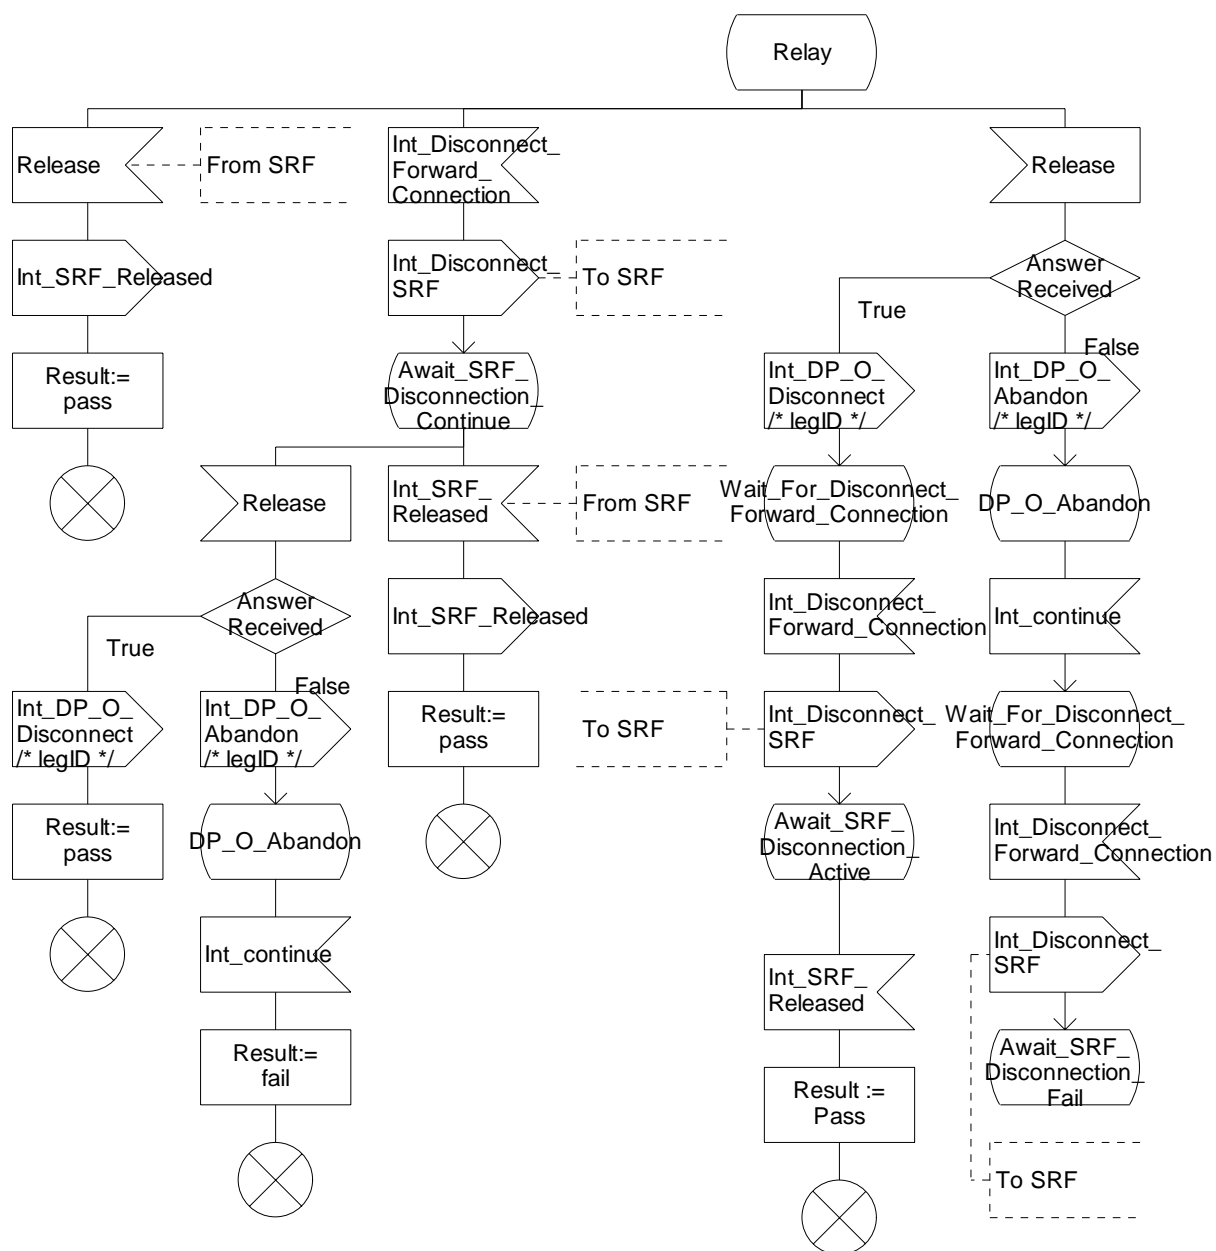 Relay
Release
From SRF
Int_Disconnect_
Forward_
Connection
Release
Int_SRF_Released
Int_Disconnect_
SRF
To SRF
Answer
Received
True
False
Result:=
pass
Await_SRF_
Disconnection_
Continue
Int_DP_O_
Disconnect
/* legID */
Int_DP_O_
Abandon
/* legID */
Release
Int_SRF_
Released
From SRF
Wait_For_Disconnect_
Forward_Connection
DP_O_Abandon
Answer
Received
True
False
Int_SRF_Released
Int_Disconnect_
Forward_Connection
Int_continue
Int_DP_O_
Disconnect
/* legID */
Int_DP_O_
Abandon
/* legID */
Result:=
pass
To SRF
Int_Disconnect_
SRF
Wait_For_Disconnect_
Forward_Connection
Result:=
pass
DP_O_Abandon
Await_SRF_
Disconnection_
Active
Int_Disconnect_
Forward_Connection
Int_continue
Int_SRF_
Released
Int_Disconnect_
SRF
Result:=
fail
Result :=
Pass
Await_SRF_
Disconnection_
Fail
To SRF